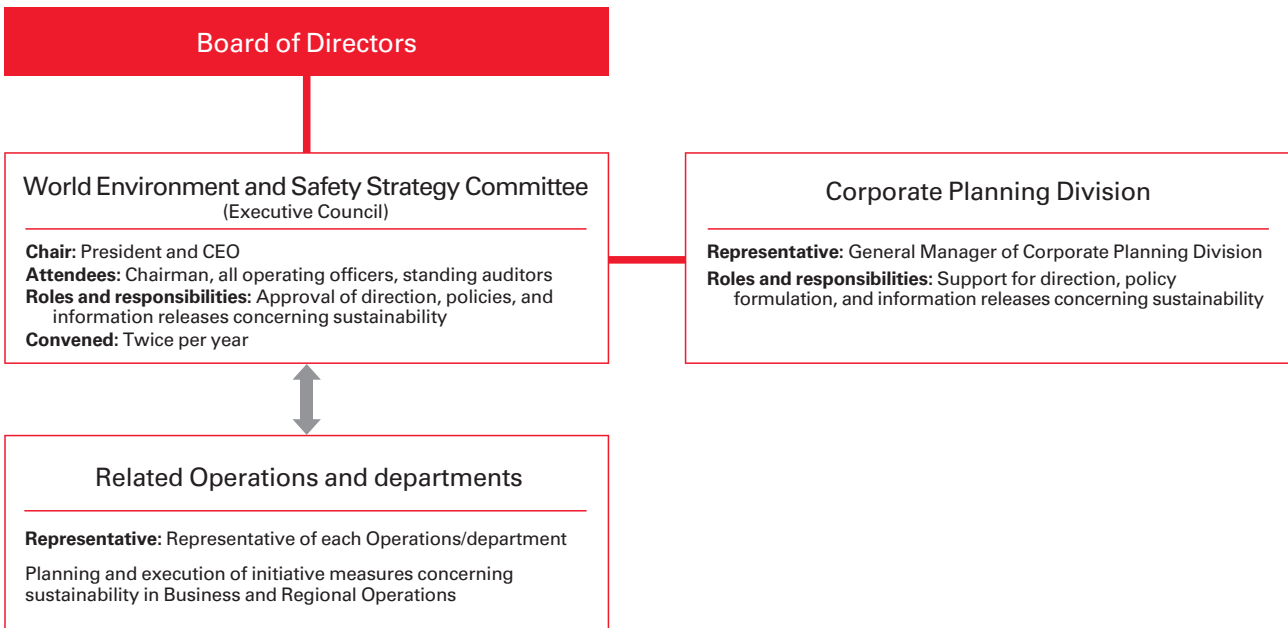 Board of Directors
World Environment and Safety Strategy Committee
(Executive Council)
Chair: President and CEO
Attendees: Chairman, all operating officers, standing auditors
Roles and responsibilities: Approval of direction, policies, and
information releases concerning sustainability
Convened: Twice per year
Corporate Planning Division
Representative: General Manager of Corporate Planning Division
Roles and responsibilities: Support for direction, policy
formulation, and information releases concerning sustainability
Related Operations and departments
Representative: Representative of each Operations/department
Planning and execution of initiative measures concerning
sustainability in Business and Regional Operations